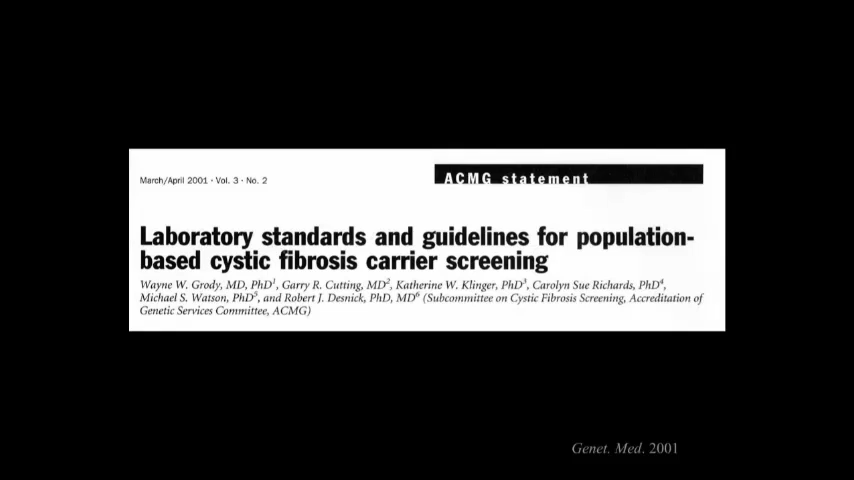 March/April 2001 · Vol. 3 · No. 2
ACMG statement
Laboratory standards and guidelines for population-
based cystic fibrosis carrier screening
Wayne W. Grody, MD, PhD¹, Garry R. Cutting, MD², Katherine W. Klinger, PhD³, Carolyn Sue Richards, PhD⁴,
Michael S. Watson, PhD⁵, and Robert J. Desnick, PhD, MD⁶ (Subcommittee on Cystic Fibrosis Screening, Accreditation of
Genetic Services Committee, ACMG)
Genet. Med. 2001